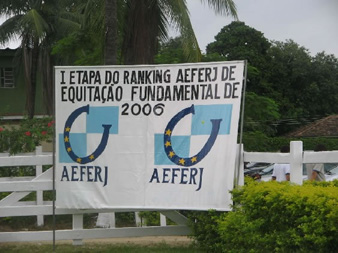 I ETAPA DO RANKING AEFERJ DE
EQUITAÇÃO FUNDAMENTAL DE
2006
AEFERJ AEFERJ